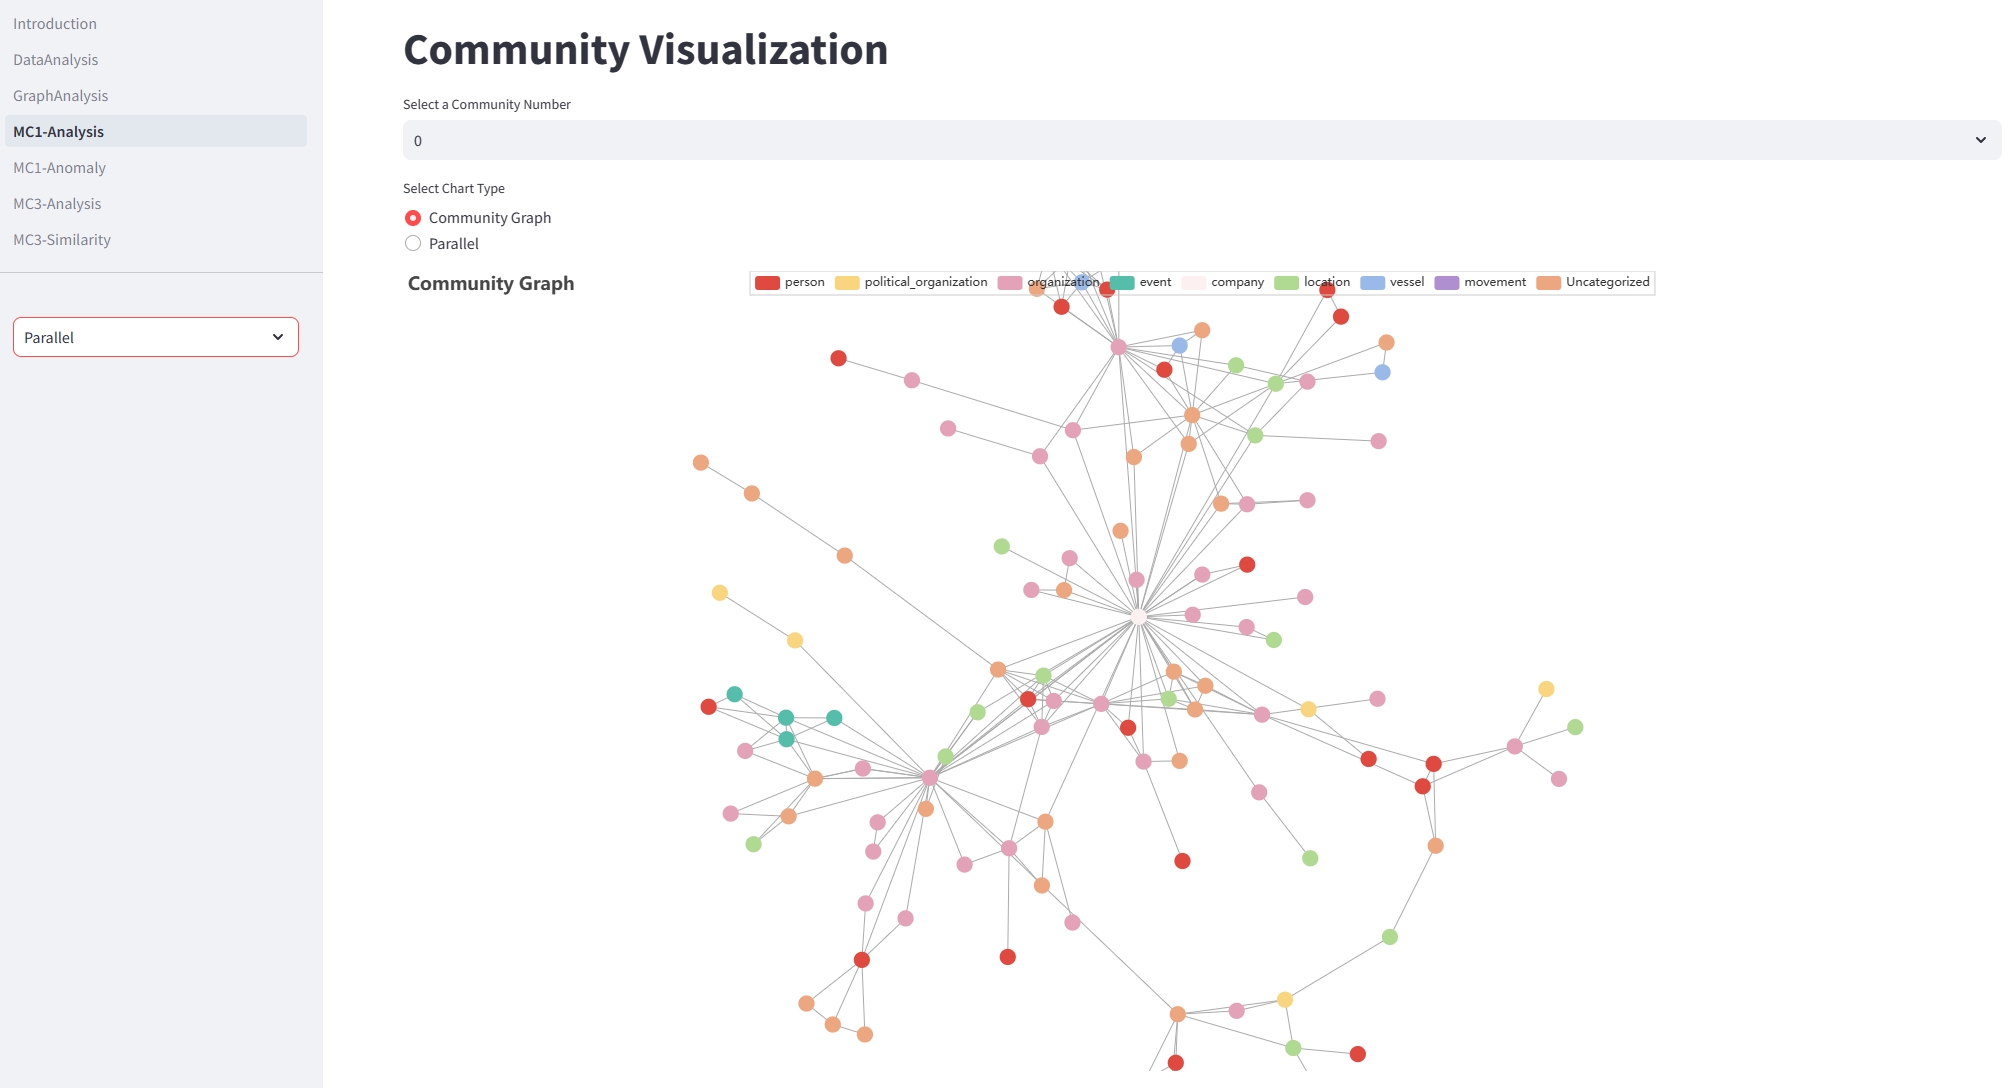 Introduction
DataAnalysis
GraphAnalysis
MC1-Analysis
MC1-Anomaly
MC3-Analysis
MC3-Similarity
Parallel
Community Visualization
Select a Community Number
0
Select Chart Type
Community Graph
Parallel
Community Graph
person political_organization organization event company location vessel movement Uncategorized